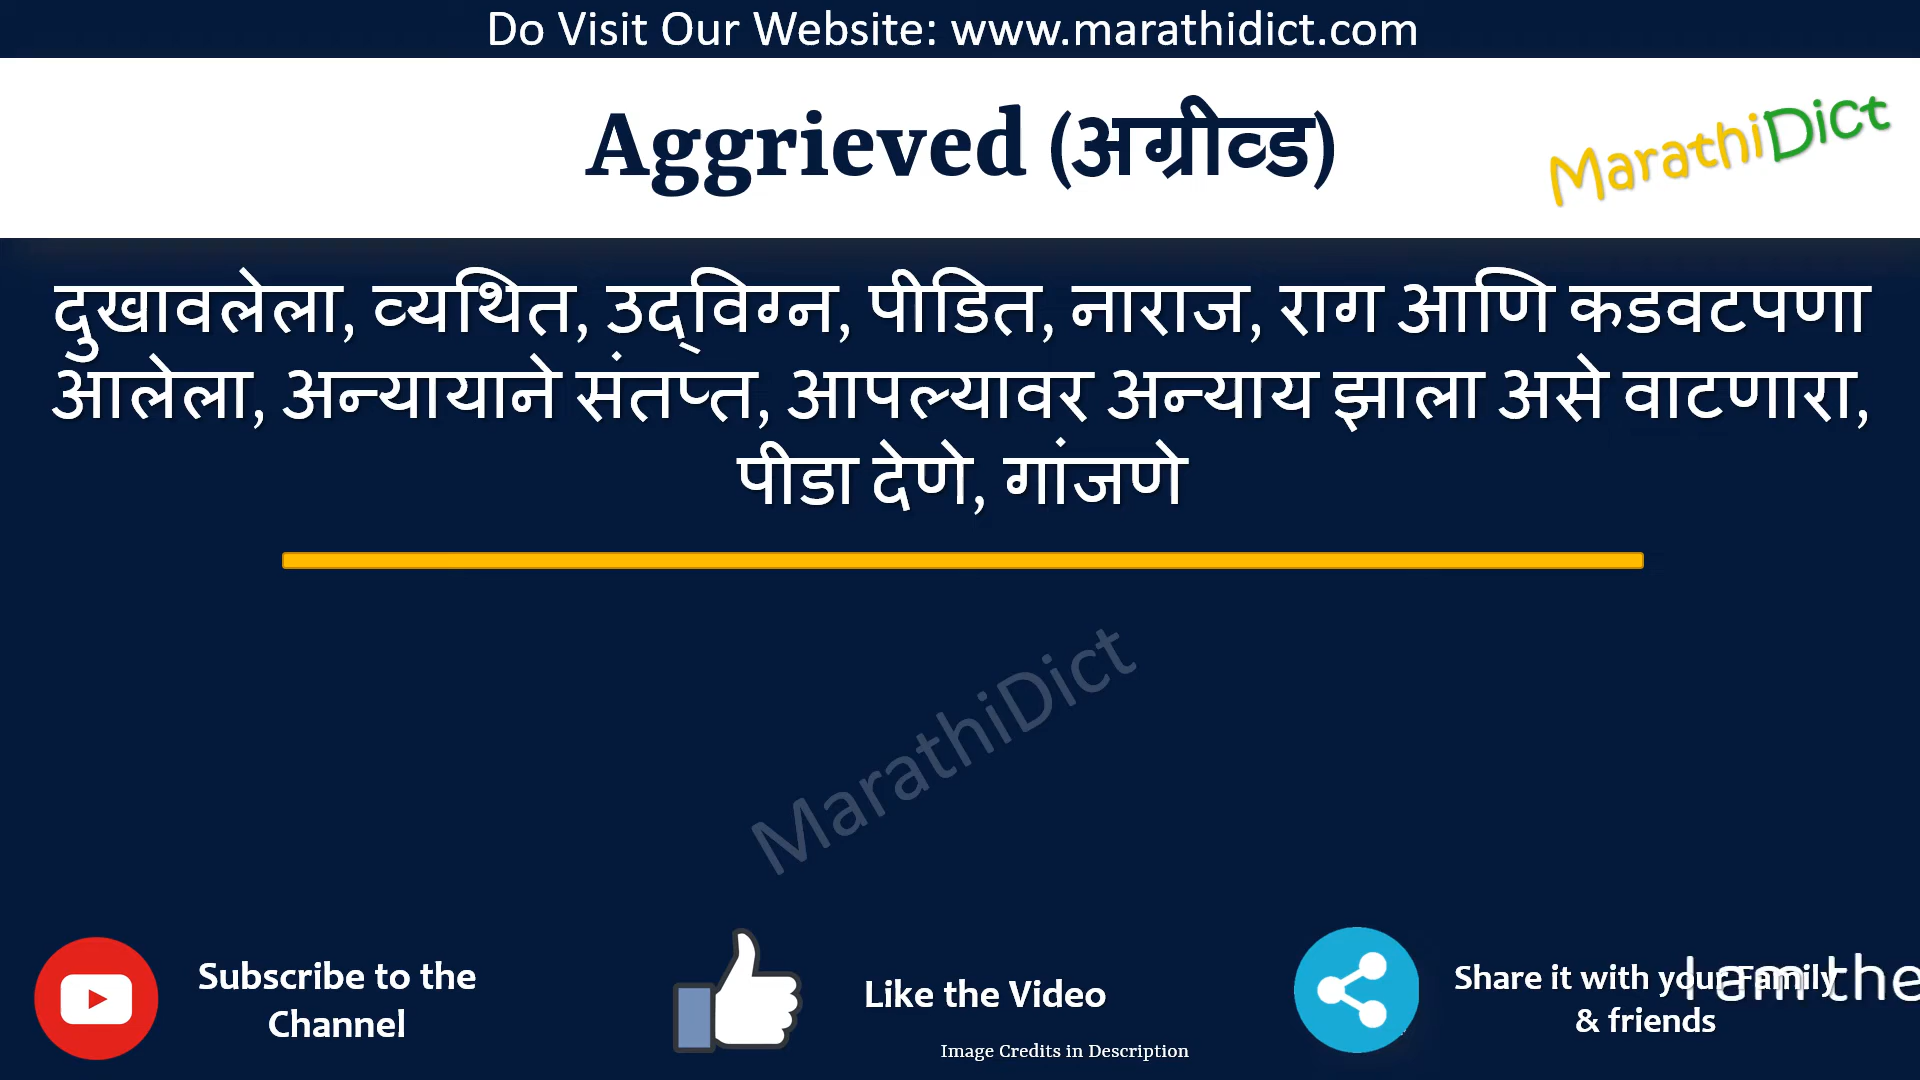 Do Visit Our Website: www.marathidict.com
Aggrieved (अग्रीव्ड)
MarathiDict
दुखावलेला, व्यथित, उद्‌विग्न, पीडित, नाराज, राग आणि कडवटपणा
आलेला, अन्यायाने संतप्त, आपल्यावर अन्याय झाला असे वाटणारा,
पीडा देणे, गांजणे
MarathiDict
Subscribe to the
Channel
Like the Video
Share it with your Family
& friends
I am the
Image Credits in Description